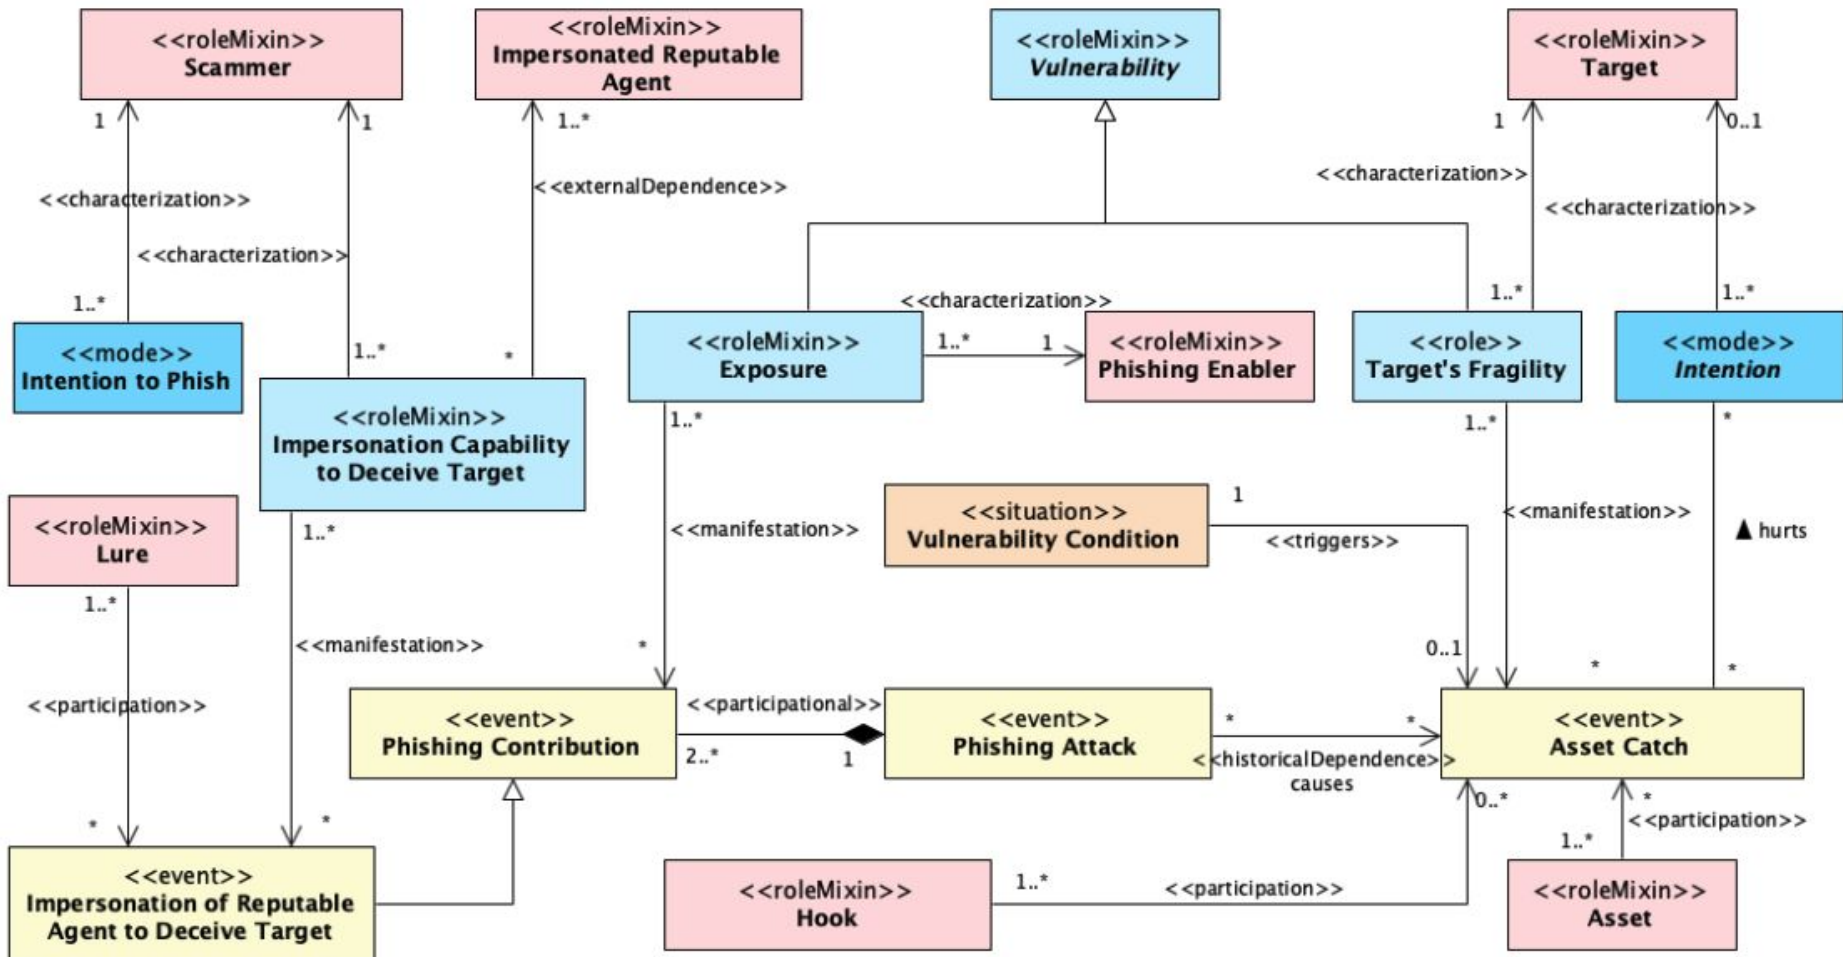 <<roleMixin>>
Scammer
<<roleMixin>>
Impersonated Reputable
Agent
<<roleMixin>>
Vulnerability
<<roleMixin>>
Target
1
1
1..*
1
0..1
<<characterization>>
<<externalDependence>>
<<characterization>>
<<characterization>>
<<characterization>>
1..*
1..*
*
<<characterization>>
1..*
1..*
<<mode>>
Intention to Phish
<<roleMixin>>
Exposure
1..*
1
<<roleMixin>>
Phishing Enabler
<<role>>
Target's Fragility
<<mode>>
Intention
<<roleMixin>>
Impersonation Capability
to Deceive Target
1..*
1..*
*
<<roleMixin>>
Lure
1..*
1..*
<<manifestation>>
<<situation>>
Vulnerability Condition
1
<<triggers>>
<<manifestation>>
hurts
<<manifestation>>
*
0..1
*
*
<<participation>>
<<event>>
Phishing Contribution
<<participational>>
2..*
1
<<event>>
Phishing Attack
*
*
<<historicalDependence>>
causes
<<event>>
Asset Catch
*
*
0..*
*
<<participation>>
1..*
<<event>>
Impersonation of Reputable
Agent to Deceive Target
<<roleMixin>>
Hook
1..*
<<participation>>
<<roleMixin>>
Asset